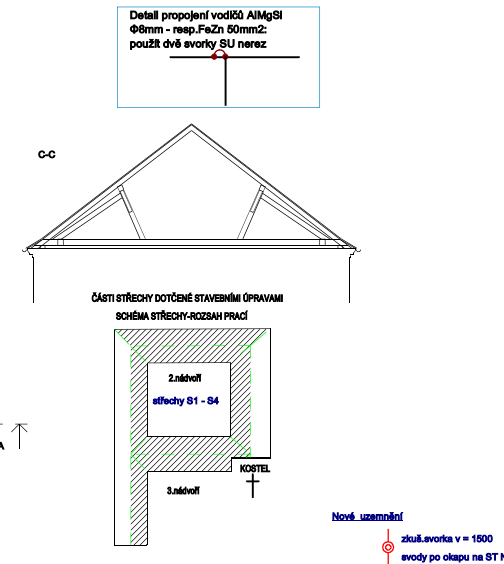 Detail propojení vodičů AlMgSi
Φ8mm - resp.FeZn 50mm2:
použít dvě svorky SU nerez
C-C
ČÁSTI STŘECHY DOTČENÉ STAVEBNÍMI ÚPRAVAMI
SCHÉMA STŘECHY-ROZSAH PRACÍ
2.nádvoří
střechy S1 - S4
A
KOSTEL
3.nádvoří
Nové uzemnění
zkuš.svorka v = 1500
svody po okapu na ST N